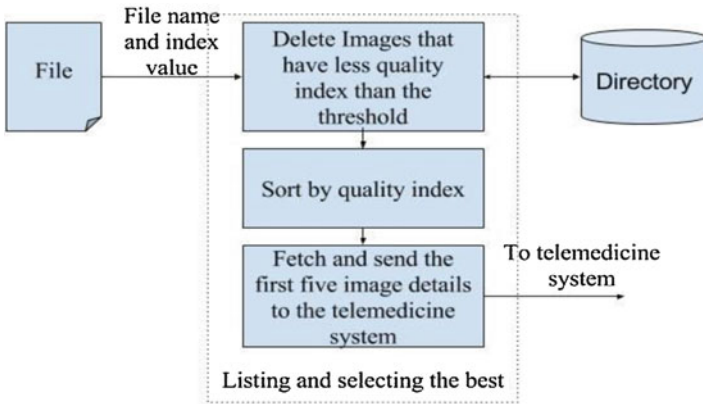 File name
and index
value
File
Delete Images that
have less quality
index than the
threshold
Directory
Sort by quality index
Fetch and send the
first five image details
to the telemedicine
system
To telemedicine
system
Listing and selecting the best